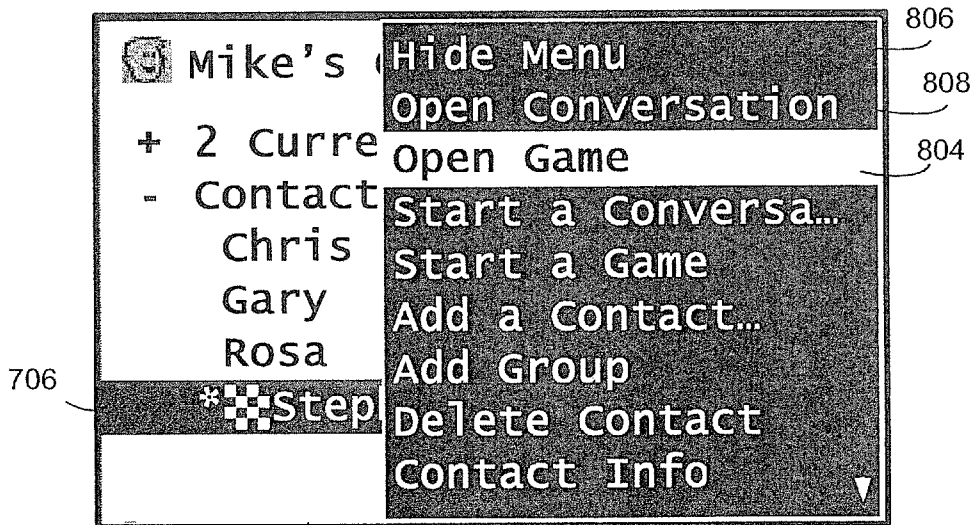 Mike's
+ 2 Curre
- Contact
Chris
Gary
Rosa
*Step
Hide Menu
Open Conversation
Open Game
Start a Conversa…
Start a Game
Add a Contact…
Add Group
Delete Contact
Contact Info
806
808
804
706